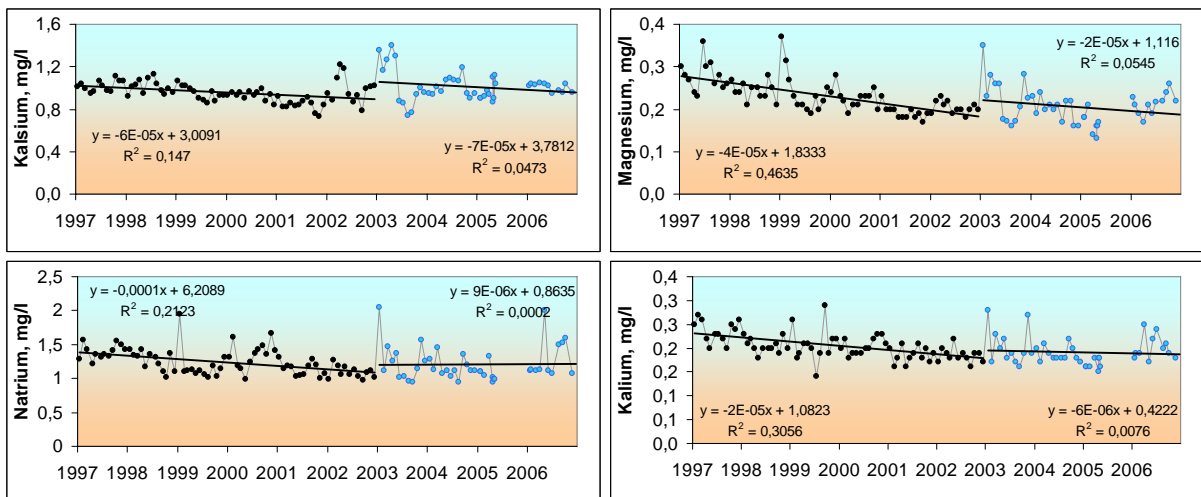 Kalsium, mg/l
1,6
1,2
0,8
0,4
0,0
y = -6E-05x + 3,0091
R2 = 0,147
y = -7E-05x + 3,7812
R2 = 0,0473
1997 1998 1999 2000 2001 2002 2003 2004 2005 2006
Magnesium, mg/l
0,4
0,3
0,2
0,1
0,0
y = -2E-05x + 1,116
R2 = 0,0545
y = -4E-05x + 1,8333
R2 = 0,4635
1997 1998 1999 2000 2001 2002 2003 2004 2005 2006
Natrium, mg/l
2,5
2
1,5
1
0,5
0
y = -0,0001x + 6,2089
R2 = 0,2123
y = 9E-06x + 0,8635
R2 = 0,0002
1997 1998 1999 2000 2001 2002 2003 2004 2005 2006
Kalium, mg/l
0,4
0,3
0,3
0,2
0,2
0,1
0,1
0,0
y = -2E-05x + 1,0823
R2 = 0,3056
y = -6E-06x + 0,4222
R2 = 0,0076
1997 1998 1999 2000 2001 2002 2003 2004 2005 2006